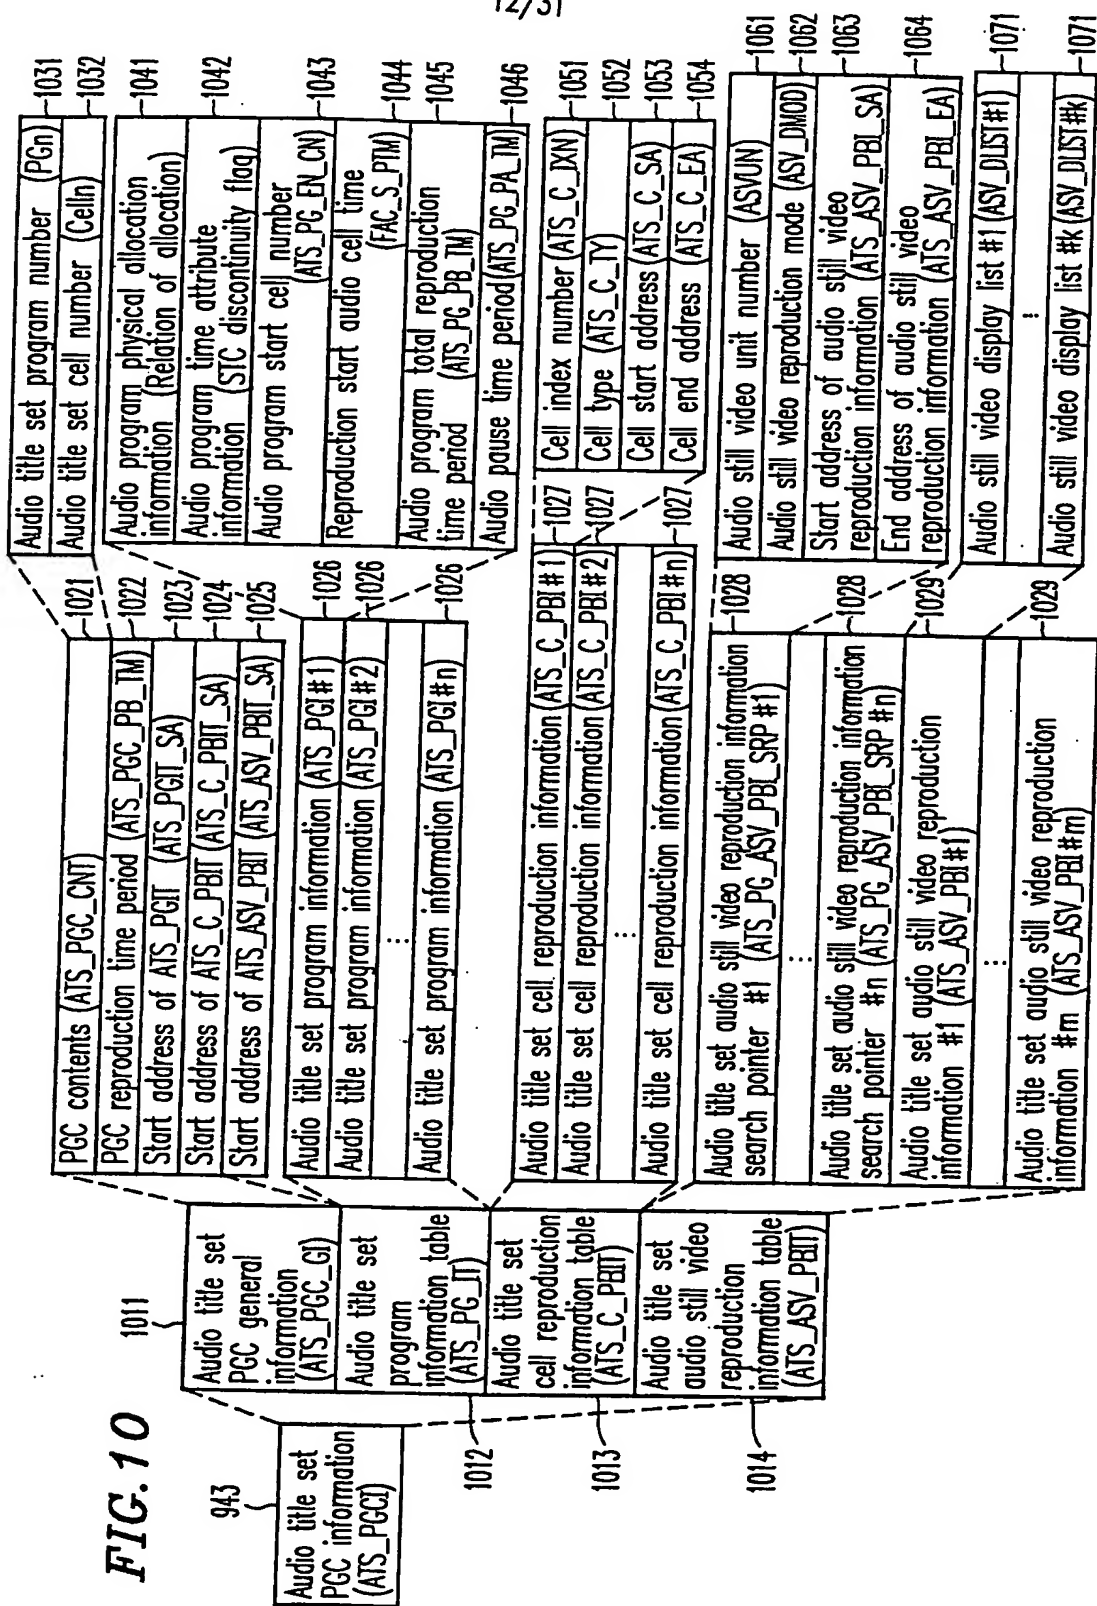 12/31
FIG.10
943
Audio title set
PGC information
(ATS_PGCI)
1011
Audio title set
PGC general
information
(ATS_PGC_GI)
Audio title set
program
information table
(ATS_PG_IT)
1012
Audio title set
cell reproduction
information table
(ATS_C_PBIT)
1013
Audio title set
audio still video
reproduction
information table
(ATS_ASV_PBIT)
1014
PGC contents (ATS_PGC_CNT)
1021
PGC reproduction time period (ATS_PGC_PB_TM)
1022
Start address of ATS_PGIT (ATS_PGIT_SA)
1023
Start address of ATS_C_PBIT (ATS_C_PBIT_SA)
1024
Start address of ATS_ASV_PBIT (ATS_ASV_PBIT_SA)
1025
Audio title set program information (ATS_PGI#1)
1026
Audio title set program information (ATS_PGI#2)
1026
⋮
Audio title set program information (ATS_PGI#n)
1026
Audio title set cell reproduction information (ATS_C_PBI#1)
1027
Audio title set cell reproduction information (ATS_C_PBI#2)
1027
⋮
Audio title set cell reproduction information (ATS_C_PBI#n)
1027
Audio title set audio still video reproduction information
search pointer #1 (ATS_PG_ASV_PBI_SRP#1)
1028
⋮
Audio title set audio still video reproduction information
search pointer #n (ATS_PG_ASV_PBI_SRP#n)
1028
Audio title set audio still video reproduction
information #1 (ATS_ASV_PBI#1)
1029
⋮
Audio title set audio still video reproduction
information #m (ATS_ASV_PBI#m)
1029
Audio title set program number (PGn)
1031
Audio title set cell number (Celln)
1032
Audio program physical allocation
information (Relation of allocation)
1041
Audio program time attribute
information (STC discontinuity flag)
1042
Audio program start cell number
(ATS_PG_EN_CN)
1043
Reproduction start audio cell time
(FAC_S_PTM)
1044
Audio program total reproduction
time period (ATS_PG_PB_TM)
1045
Audio pause time period (ATS_PG_PA_TM)
1046
Cell index number (ATS_C_IXN)
1051
Cell type (ATS_C_TY)
1052
Cell start address (ATS_C_SA)
1053
Cell end address (ATS_C_EA)
1054
Audio still video unit number (ASVUN)
1061
Audio still video reproduction mode (ASV_DMOD)
1062
Start address of audio still video
reproduction information (ATS_ASV_PBI_SA)
1063
End address of audio still video
reproduction information (ATS_ASV_PBI_EA)
1064
Audio still video display list #1 (ASV_DLIST#1)
1071
⋮
Audio still video display list #k (ASV_DLIST#k)
1071